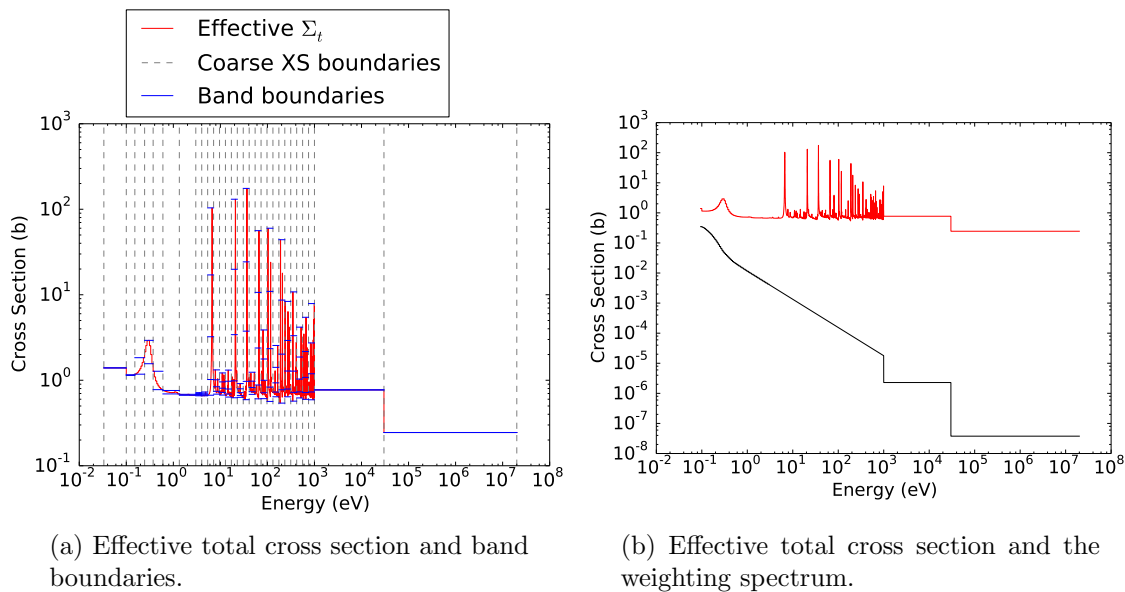 Effective Σt
Coarse XS boundaries
Band boundaries
10^3
10^2
10^1
10^0
10^-1
Cross Section (b)
10^-2 10^-1 10^0 10^1 10^2 10^3 10^4 10^5 10^6 10^7 10^8
Energy (eV)
10^3
10^2
10^1
10^0
10^-1
10^-2
10^-3
10^-4
10^-5
10^-6
10^-7
10^-8
Cross Section (b)
10^-2 10^-1 10^0 10^1 10^2 10^3 10^4 10^5 10^6 10^7 10^8
Energy (eV)
(a) Effective total cross section and band
boundaries.
(b) Effective total cross section and the
weighting spectrum.